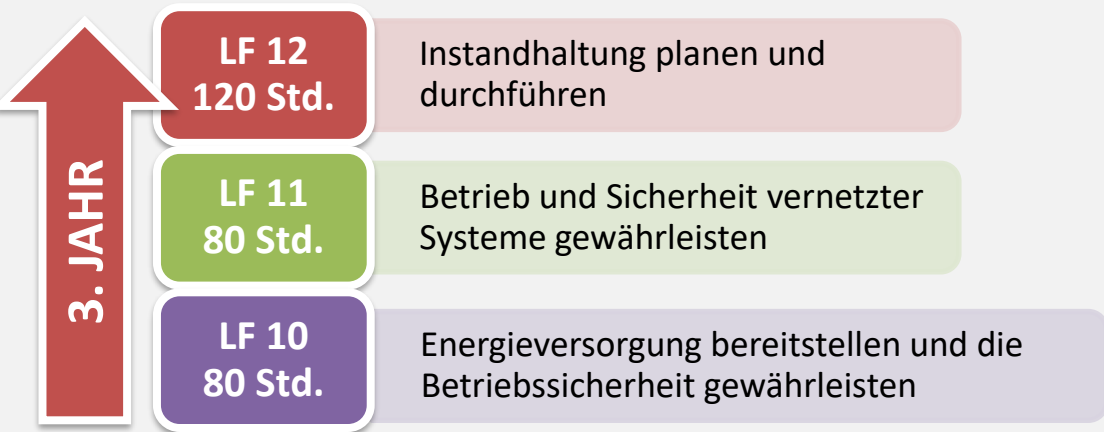 3. JAHR
LF 12
120 Std.
Instandhaltung planen und
durchführen
LF 11
80 Std.
Betrieb und Sicherheit vernetzter
Systeme gewährleisten
LF 10
80 Std.
Energieversorgung bereitstellen und die
Betriebssicherheit gewährleisten